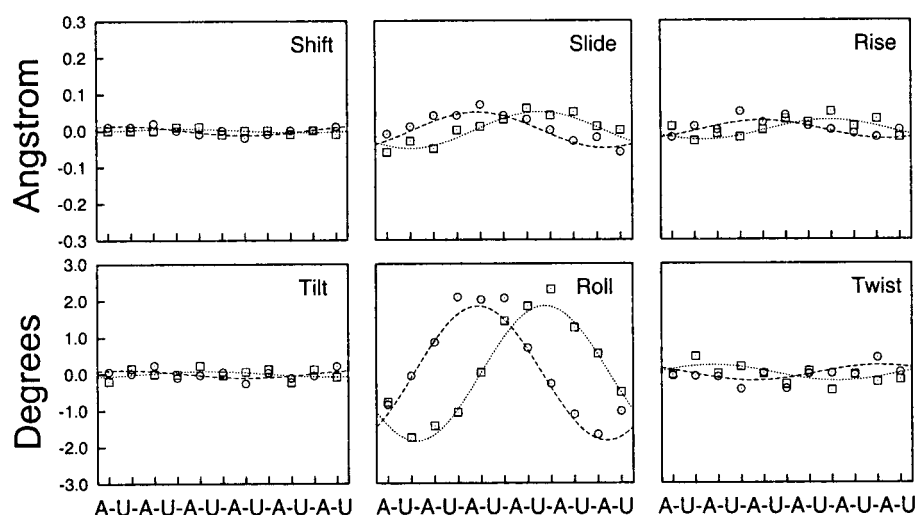 Angstrom
0.3
0.2
0.1
0.0
-0.1
-0.2
-0.3
Shift
Slide
Rise
Degrees
3.0
2.0
1.0
0.0
-1.0
-2.0
-3.0
Tilt
Roll
Twist
A-U-A-U-A-U-A-U-A-U-A-U
A-U-A-U-A-U-A-U-A-U-A-U
A-U-A-U-A-U-A-U-A-U-A-U